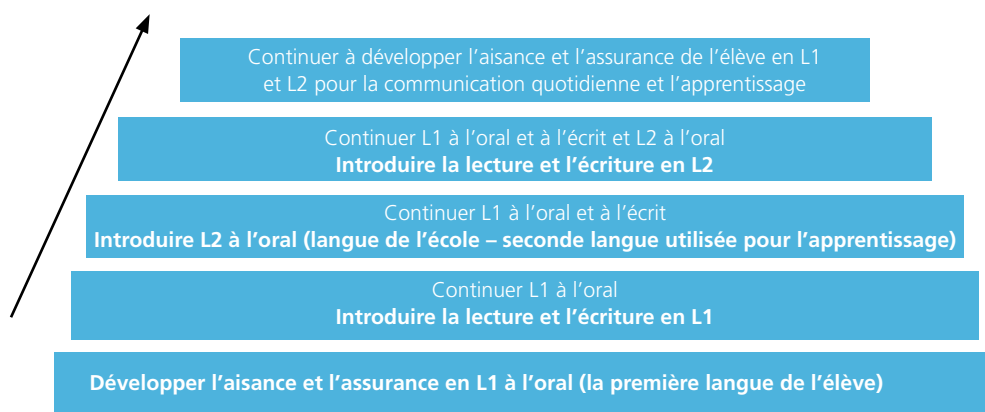 Continuer à développer l’aisance et l’assurance de l’élève en L1
et L2 pour la communication quotidienne et l’apprentissage
Continuer L1 à l’oral et à l’écrit et L2 à l’oral
Introduire la lecture et l’écriture en L2
Continuer L1 à l’oral et à l’écrit
Introduire L2 à l’oral (langue de l’école – seconde langue utilisée pour l’apprentissage)
Continuer L1 à l’oral
Introduire la lecture et l’écriture en L1
Développer l’aisance et l’assurance en L1 à l’oral (la première langue de l’élève)